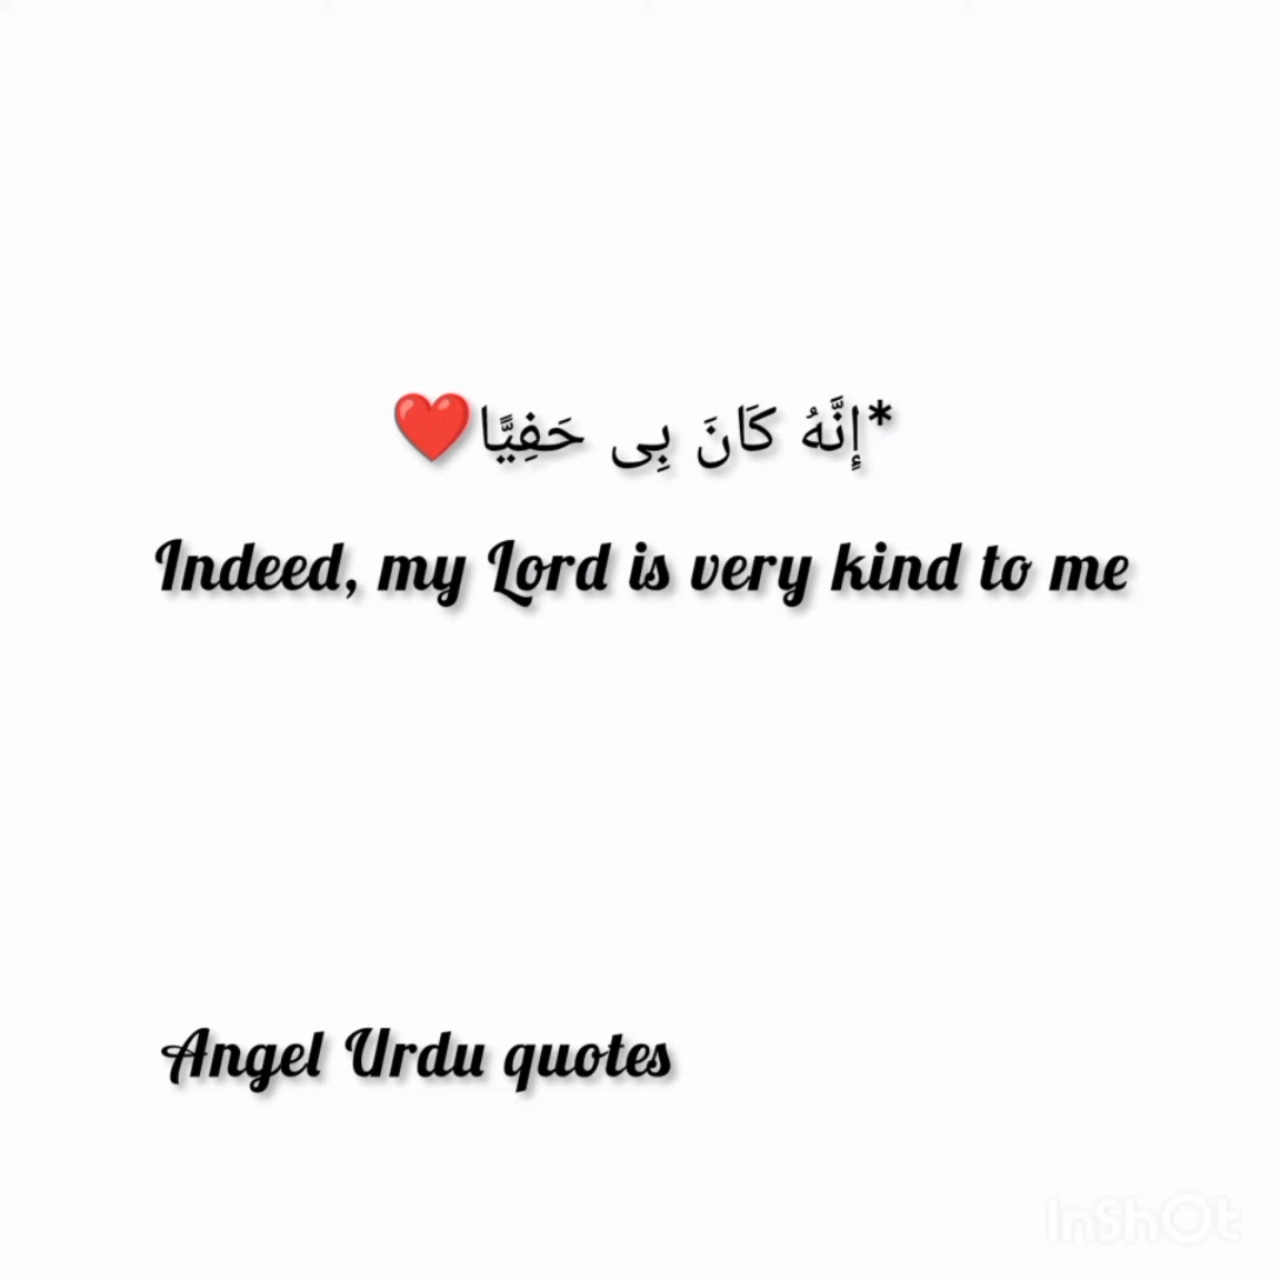 *إِنَّهُ كَانَ بِى حَفِيًّا❤️
Indeed, my Lord is very kind to me
Angel Urdu quotes
InShOt